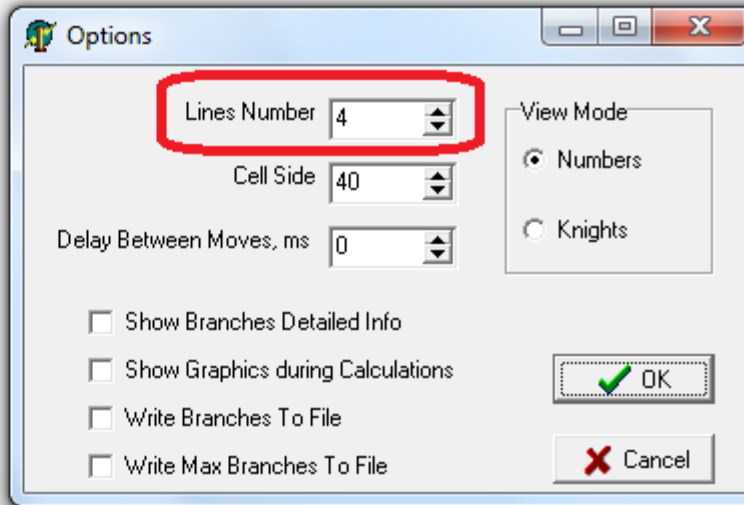 Options
Lines Number 4
View Mode
Numbers
Cell Side 40
Knights
Delay Between Moves, ms 0
Show Branches Detailed Info
Show Graphics during Calculations
OK
Write Branches To File
Write Max Branches To File
Cancel